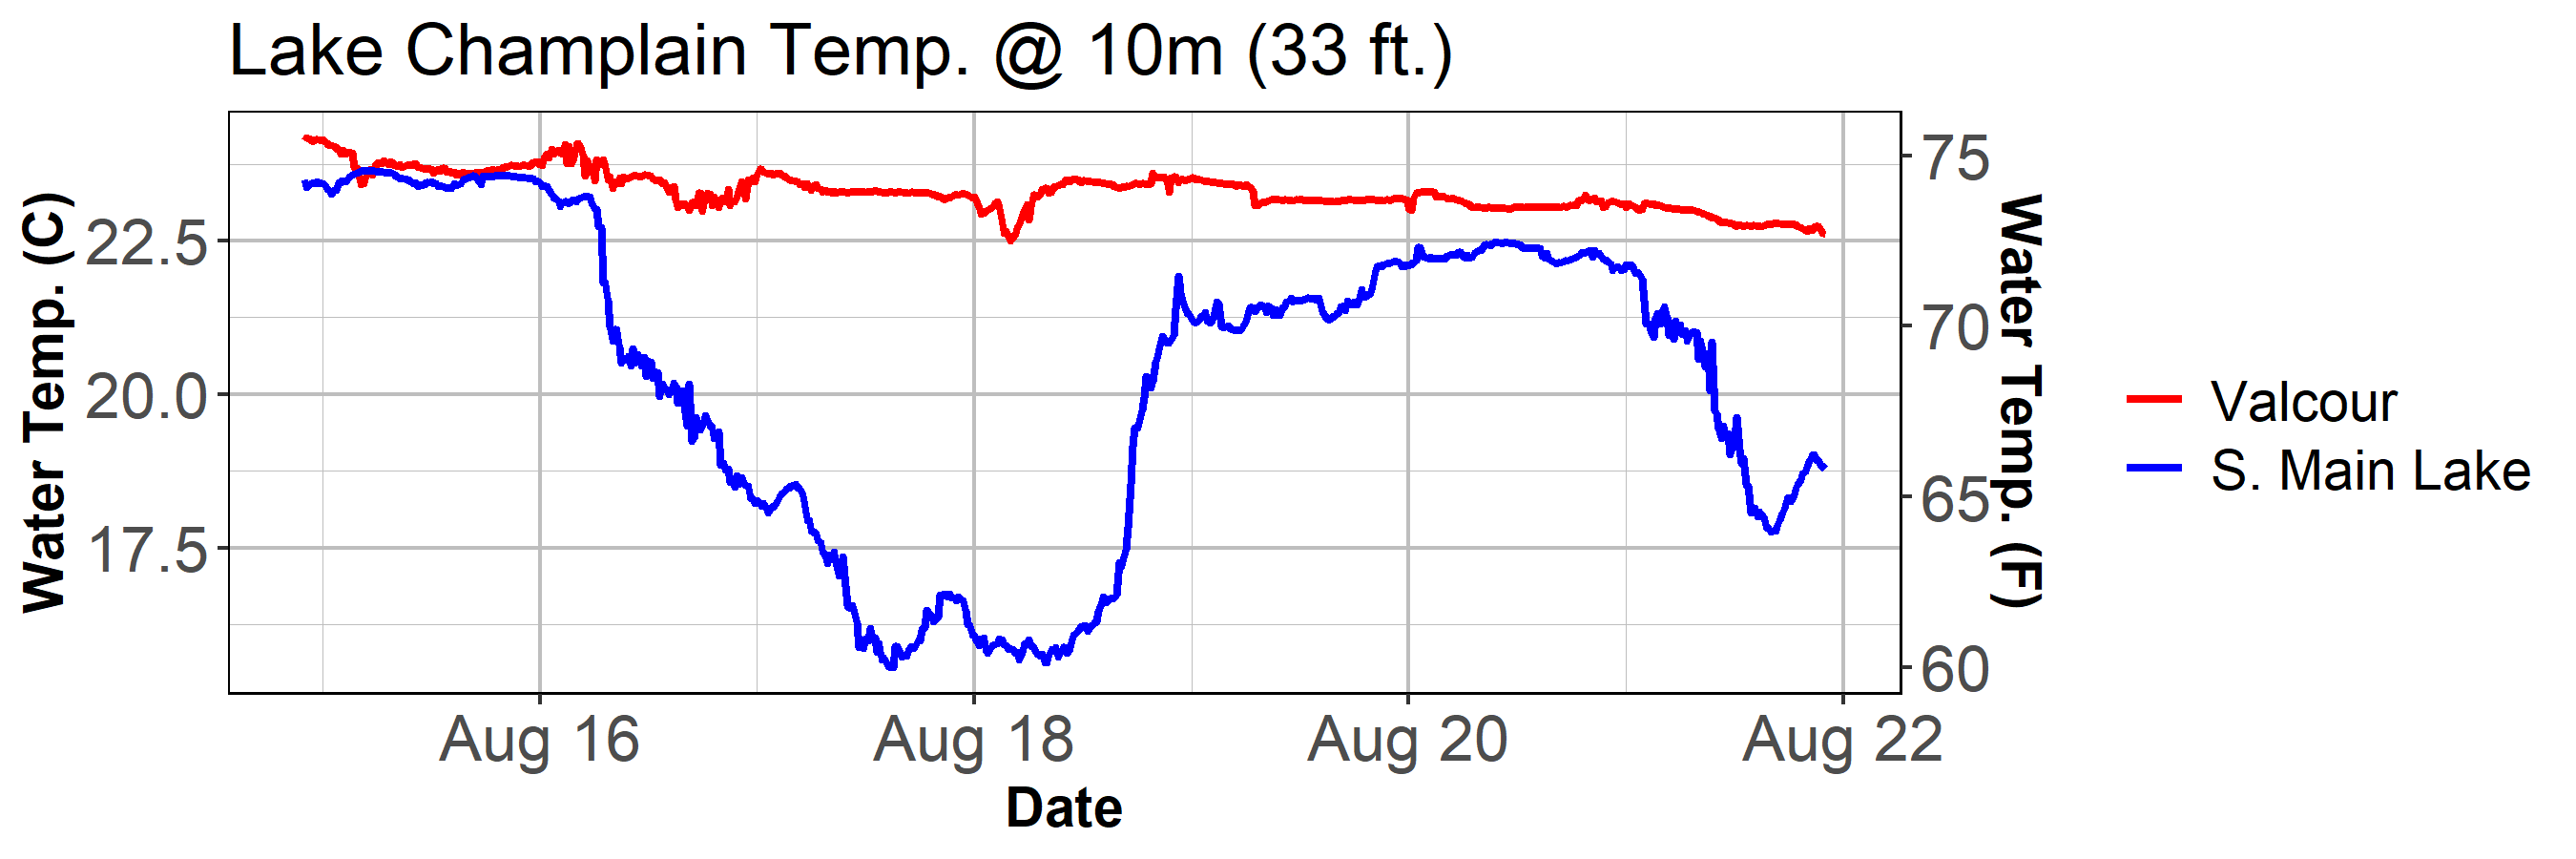 Lake Champlain Temp. @ 10m (33 ft.)
Water Temp. (C)
22.5
20.0
17.5
75
70
65
60
Water Temp. (F)
Aug 16
Aug 18
Aug 20
Aug 22
Date
Valcour
S. Main Lake